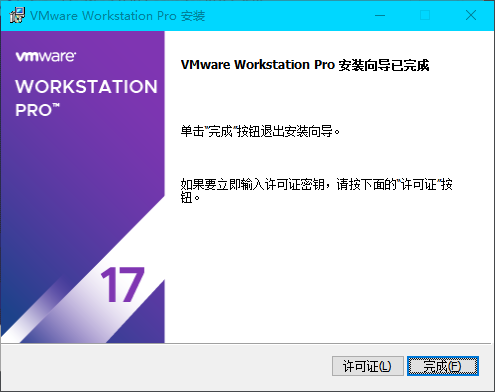 VMware Workstation Pro 安装
vmware
WORKSTATION
PRO™
VMware Workstation Pro 安装向导已完成
单击"完成"按钮退出安装向导。
如果要立即输入许可证密钥，请按下面的"许可证"按
钮。
17
许可证(L)
完成(F)